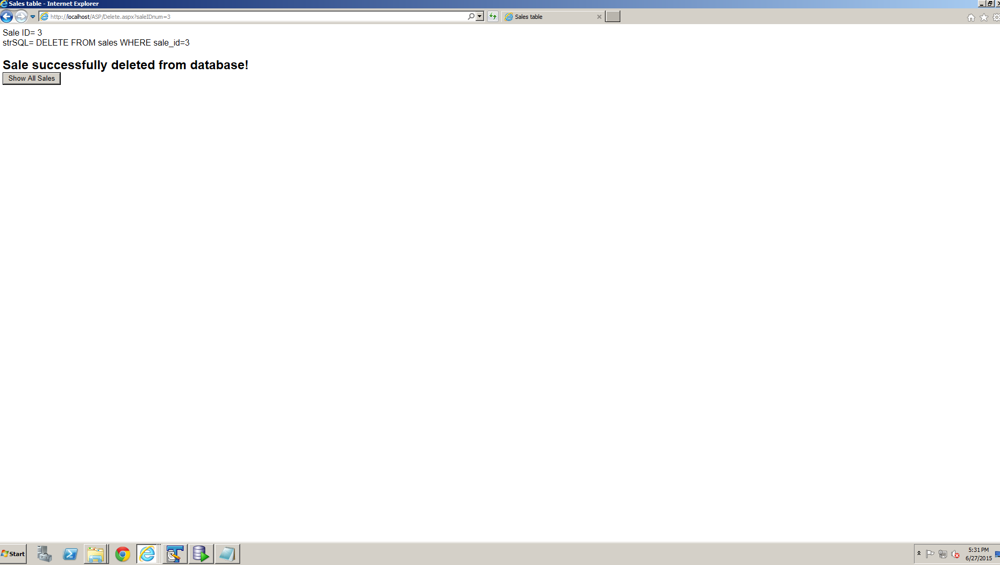 Sales table - Internet Explorer
http://localhost/ASP/Delete.aspx?saleIDnum=3
Sales table
Sale ID= 3
strSQL= DELETE FROM sales WHERE sale_id=3
Sale successfully deleted from database!
Show All Sales
Start
5:31 PM
6/27/2015